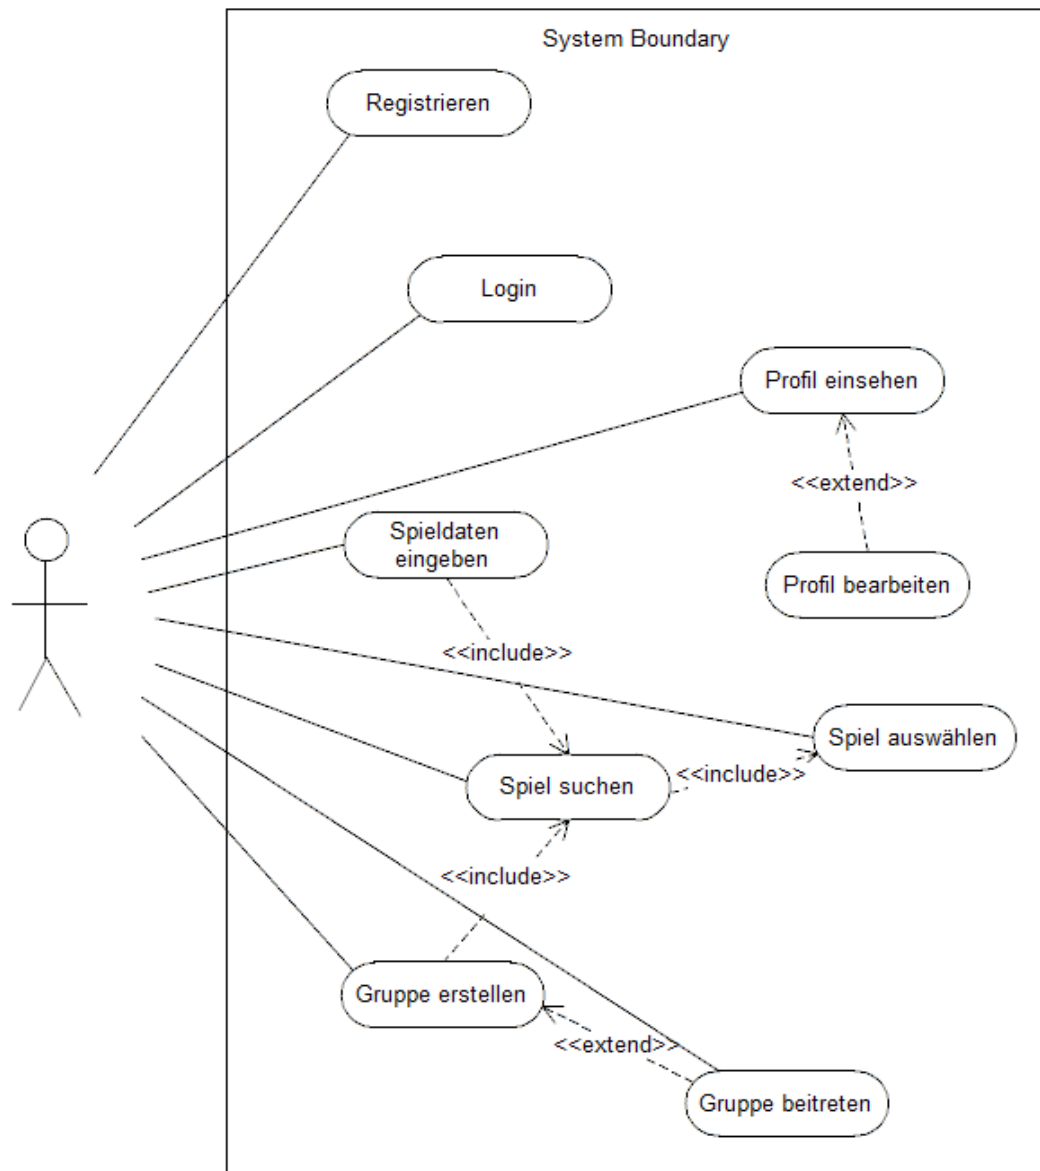 System Boundary
Registrieren
Login
Profil einsehen
<<extend>>
Spieldaten
eingeben
Profil bearbeiten
<<include>>
Spiel auswählen
<<include>>
Spiel suchen
<<include>>
Gruppe erstellen
<<extend>>
Gruppe beitreten